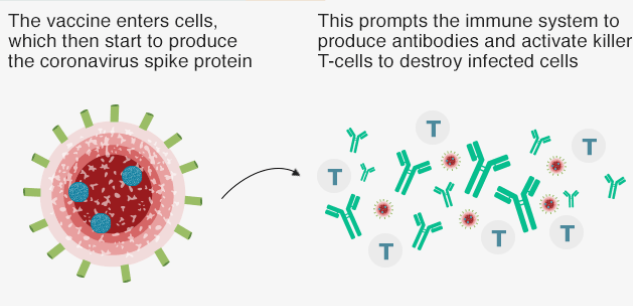 The vaccine enters cells,
which then start to produce
the coronavirus spike protein
This prompts the immune system to
produce antibodies and activate killer
T-cells to destroy infected cells
T
T
T
T
T
T